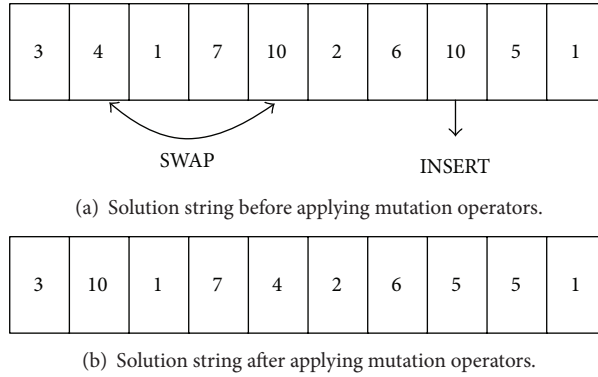 3 4 1 7 10 2 6 10 5 1
SWAP
INSERT
(a) Solution string before applying mutation operators.
3 10 1 7 4 2 6 5 5 1
(b) Solution string after applying mutation operators.